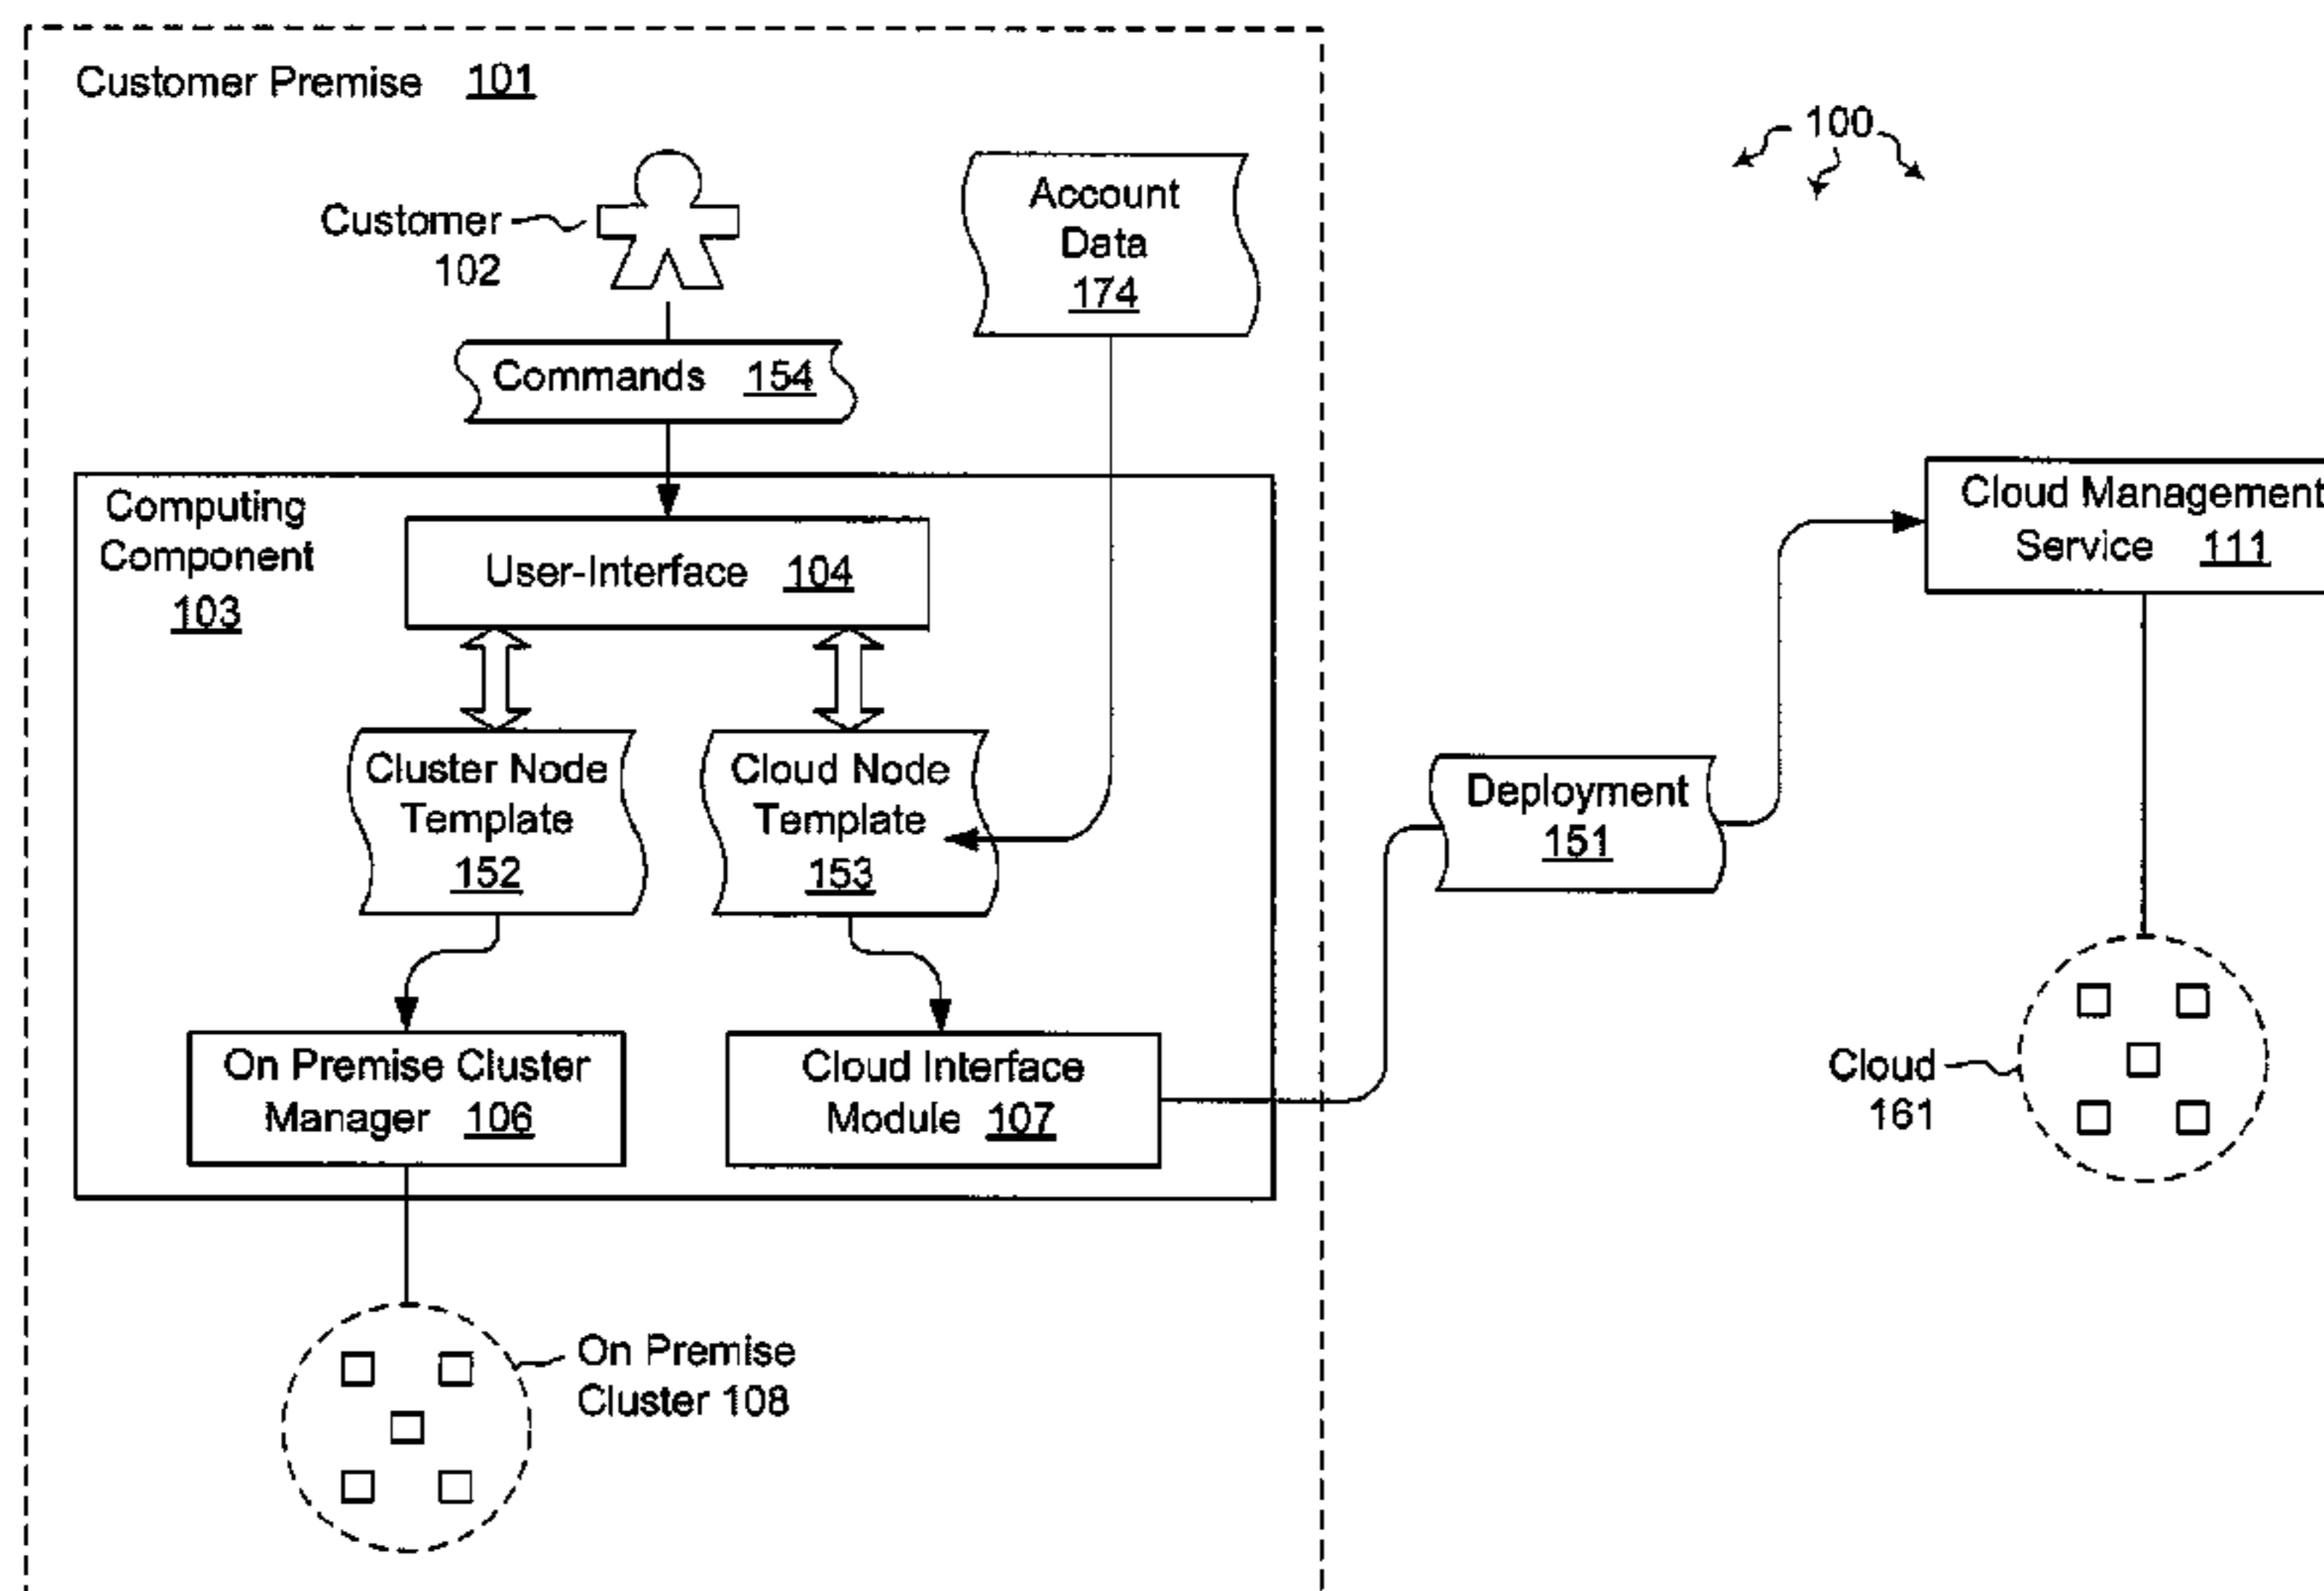 Customer Premise 101
100
Customer
102
Account
Data
174
Commands 154
Computing
Component
103
User-Interface 104
Cloud Management
Service 111
Cluster Node
Template
152
Cloud Node
Template
153
Deployment
151
On Premise Cluster
Manager 106
Cloud Interface
Module 107
Cloud
161
On Premise
Cluster 108